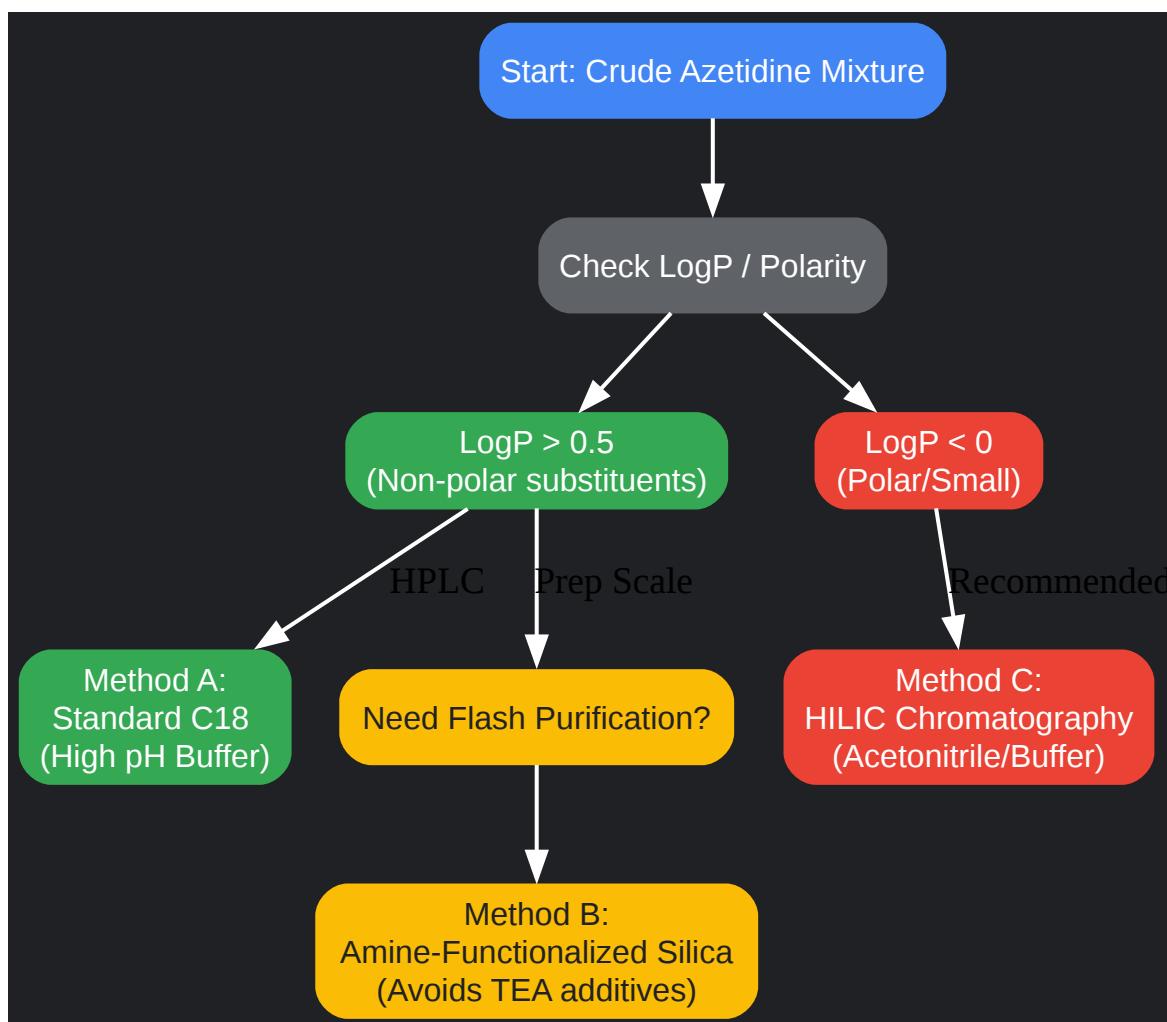 Start: Crude Azetidine Mixture
Check LogP / Polarity
LogP > 0.5
(Non-polar substituents)
LogP < 0
(Polar/Small)
HPLC
Prep Scale
Recommended
Method A:
Standard C18
(High pH Buffer)
Need Flash Purification?
Method C:
HILIC Chromatography
(Acetonitrile/Buffer)
Method B:
Amine-Functionalized Silica
(Avoids TEA additives)